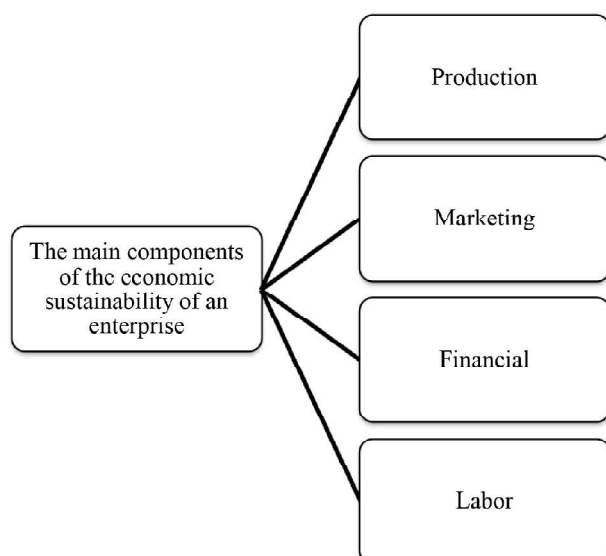 The main components
of the economic
sustainability of an
enterprise
Production
Marketing
Financial
Labor